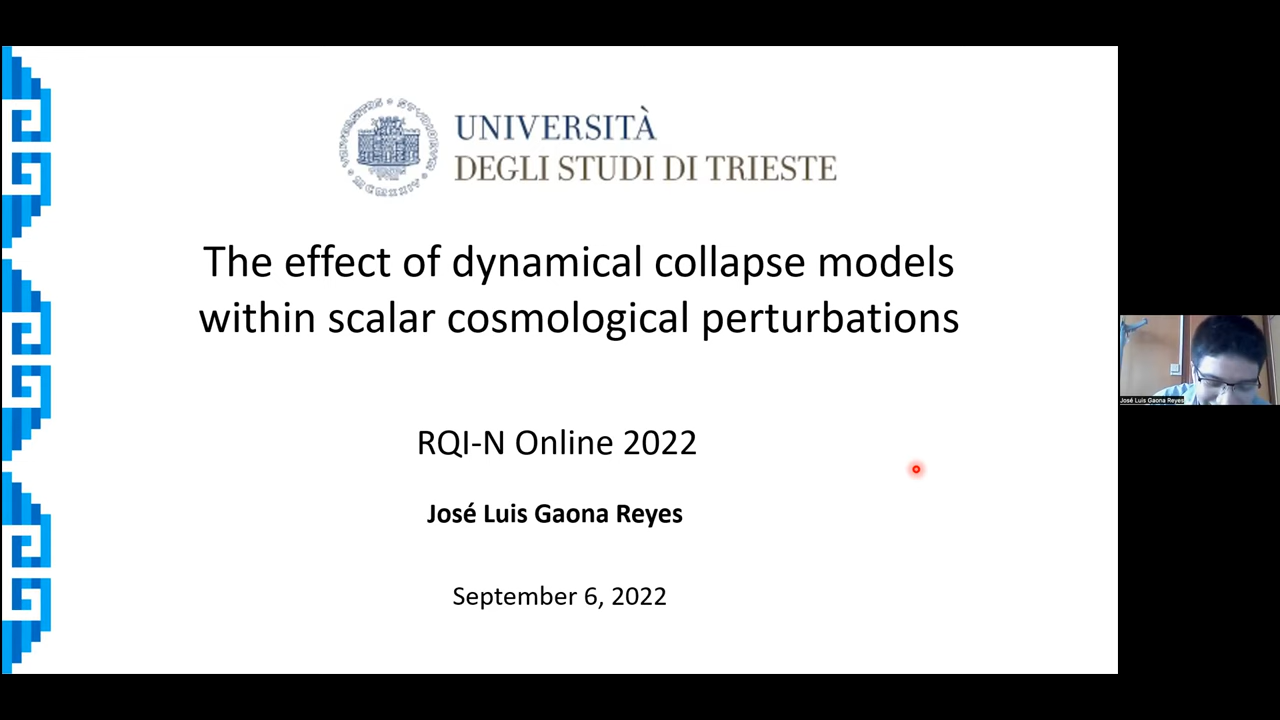 UNIVERSITÀ
DEGLI STUDI DI TRIESTE
The effect of dynamical collapse models
within scalar cosmological perturbations
RQI-N Online 2022
José Luis Gaona Reyes
September 6, 2022
José Luis Gaona Reyes